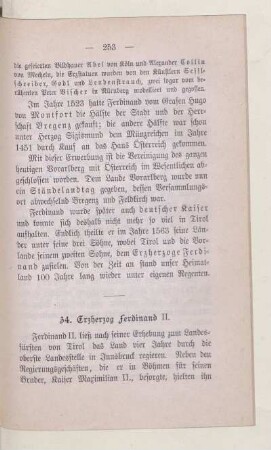 — 253 —
die gefeierten Bildhauer Abel von Köln und Alexander Collin
von Mecheln, die Erzstatuen wurden von den Künstlern Sesel-
schreiber, Godl und Lendenstrauch, zwei sogar vom be-
rühmten Peter Vischer in Nürnberg modelliert und gegossen.
Im Jahre 1523 hatte Ferdinand vom Grafen Hugo
von Montfort die Hälfte der Stadt und der Herr-
schaft Bregenz gekauft; die andere Hälfte war schon
unter Herzog Sigismund dem Münzreichen im Jahre
1451 durch Kauf an das Haus Österreich gekommen.
Mit dieser Erwerbung ist die Vereinigung des ganzen
heutigen Vorarlberg mit Österreich im Wesentlichen ab-
geschlossen worden. Dem Lande Vorarlberg wurde nun
ein Ständelandtag gegeben, dessen Versammlungs-
ort abwechselnd Bregenz und Feldkirch war.
Ferdinand wurde später auch deutscher Kaiser
und konnte sich daher nicht mehr so viel in Tirol
aufhalten. Endlich theilte er im Jahre 1563 seine Länder
unter seine drei Söhne, wobei Tirol und die Vor-
lande seinem zweiten Sohne, dem Erzherzoge Ferdi-
nand zufielen. Von der Zeit an stand unser Heimat-
land 100 Jahre lang wieder unter eigenen Regenten.
54. Erzherzog Ferdinand II.
Ferdinand II. ließ nach seiner Erhebung zum Landes-
fürsten von Tirol das Land vier Jahre durch die
oberste Landesstelle in Innsbruck regieren. Neben den
Regierungsgeschäften, die er in Böhmen für seinen
Bruder, Kaiser Maximilian II., besorgte, hielten ihn